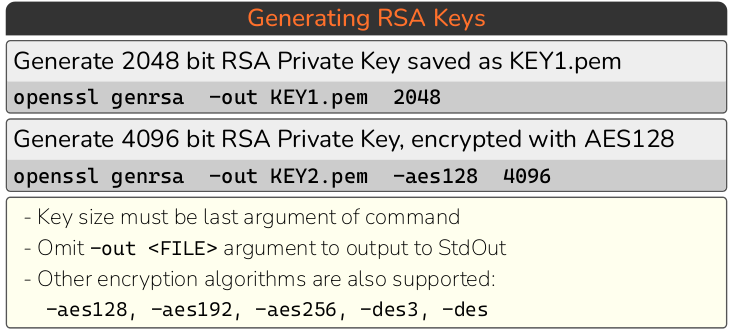 Generating RSA Keys
Generate 2048 bit RSA Private Key saved as KEY1.pem
openssl genrsa -out KEY1.pem 2048
Generate 4096 bit RSA Private Key, encrypted with AES128
openssl genrsa -out KEY2.pem -aes128 4096
- Key size must be last argument of command
- Omit -out <FILE> argument to output to StdOut
- Other encryption algorithms are also supported:
-aes128, -aes192, -aes256, -des3, -des